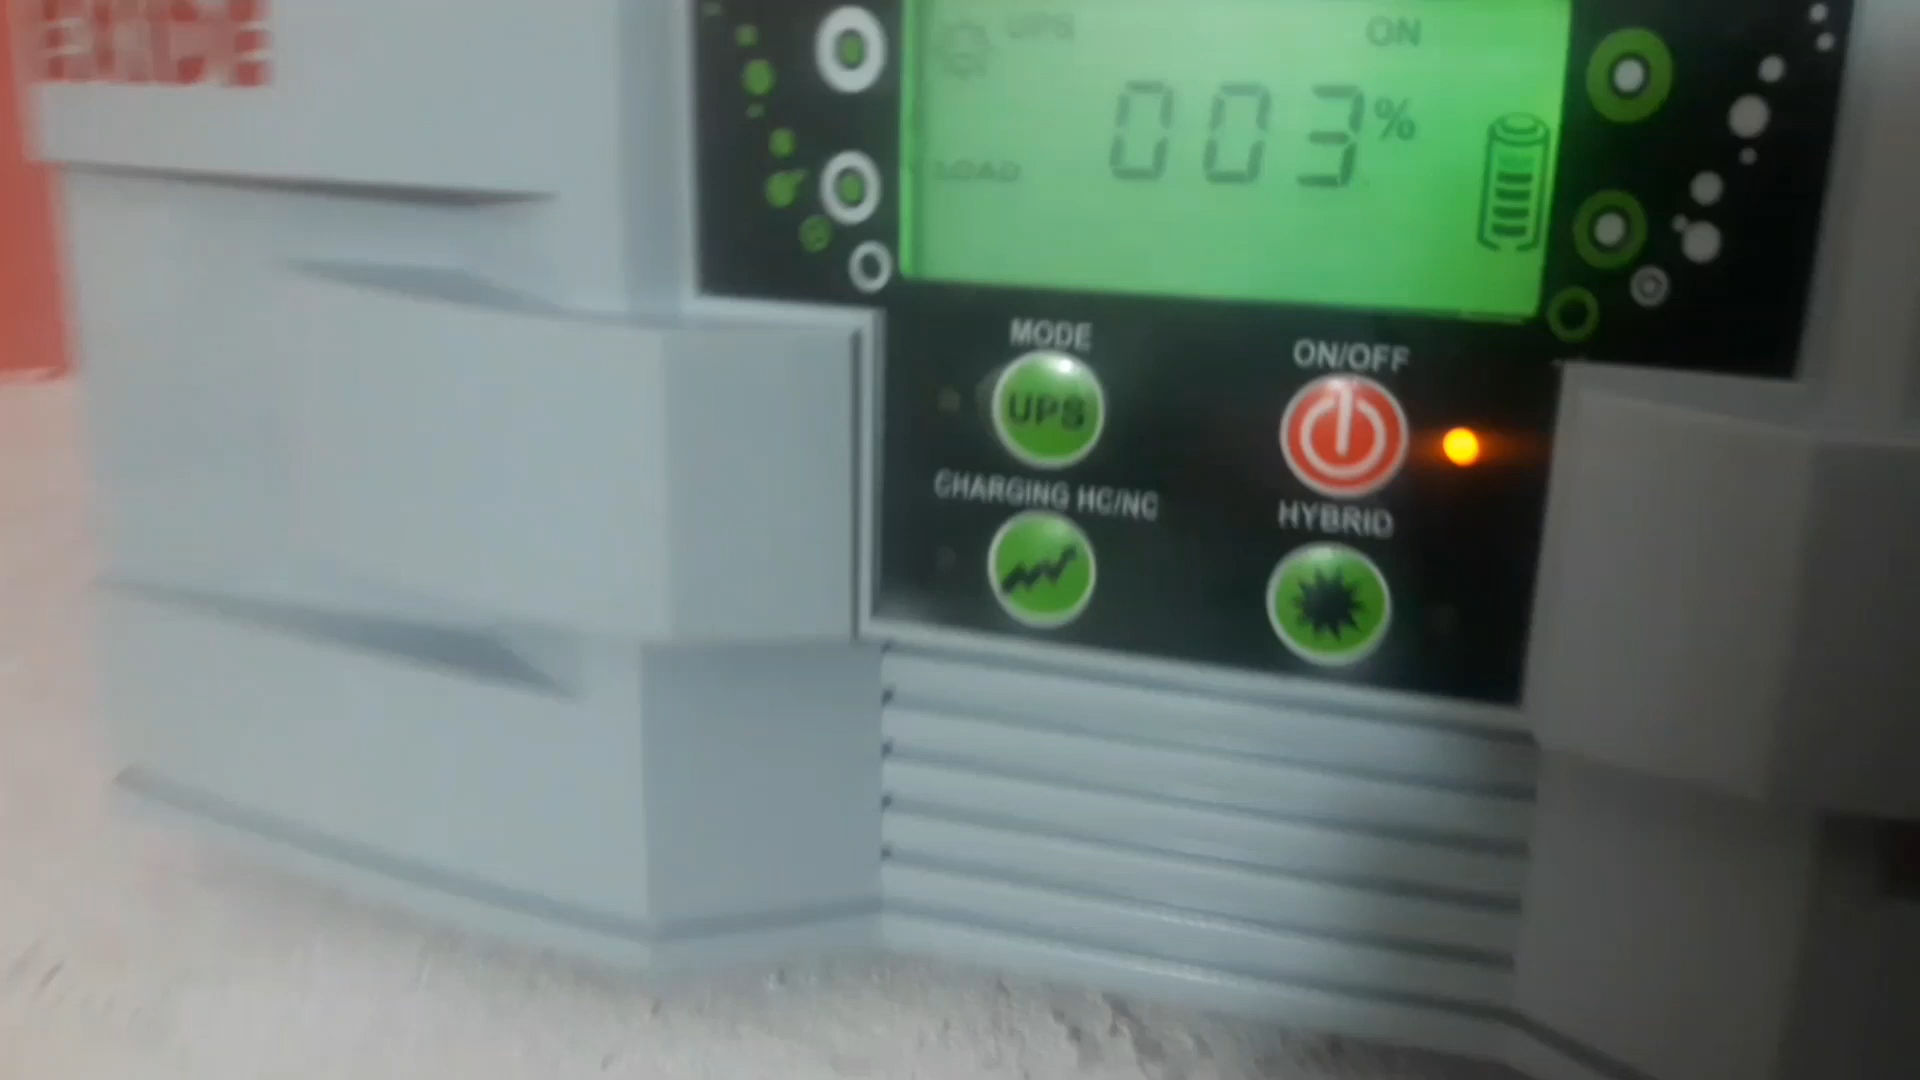 UPS ON
003%
LOAD
MODE
ON/OFF
UPS
CHARGING HC/NC
HYBRID